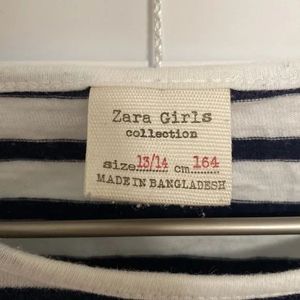 Zara Girls
collection
size 13/14 cm 164
MADE IN BANGLADESH